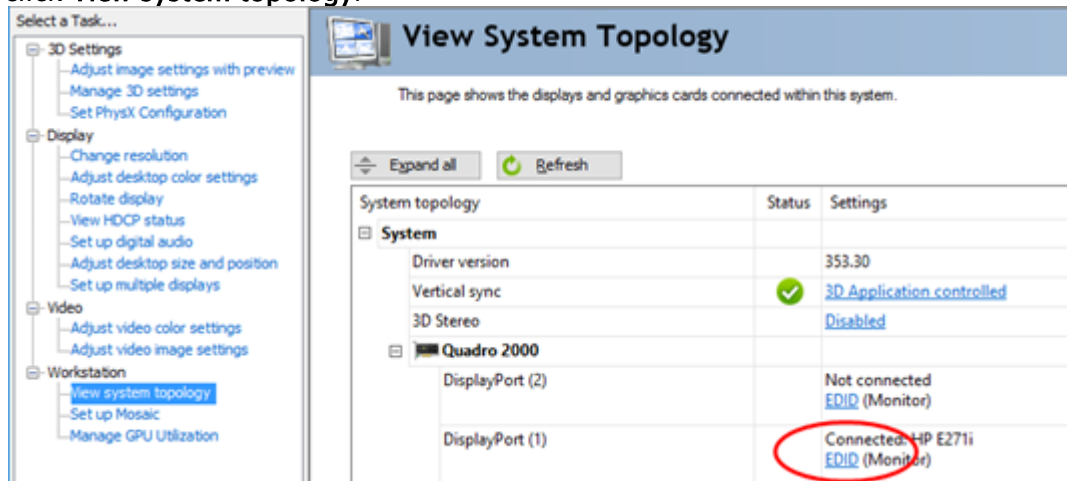 click View system topology.
Select a Task...
3D Settings
Adjust image settings with preview
Manage 3D settings
Set PhysX Configuration
Display
Change resolution
Adjust desktop color settings
Rotate display
View HDCP status
Set up digital audio
Adjust desktop size and position
Set up multiple displays
Video
Adjust video color settings
Adjust video image settings
Workstation
View system topology
Set up Mosaic
Manage GPU Utilization
View System Topology
This page shows the displays and graphics cards connected within this system.
Expand all Refresh
System topology Status Settings
System
Driver version 353.30
Vertical sync 3D Application controlled
3D Stereo Disabled
Quadro 2000
DisplayPort (2) Not connected
EDID (Monitor)
DisplayPort (1) Connected: HP E271i
EDID (Monitor)